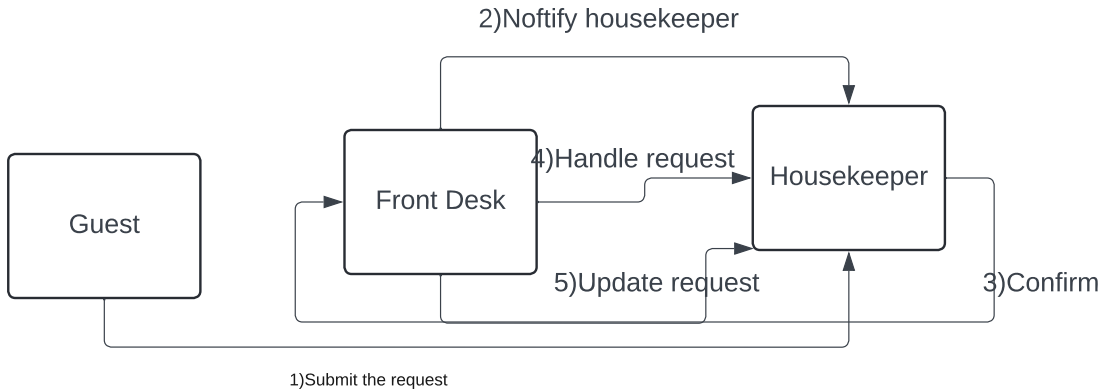 2)Noftify housekeeper
4)Handle request
Housekeeper
Front Desk
Guest
5)Update request
3)Confirm
1)Submit the request